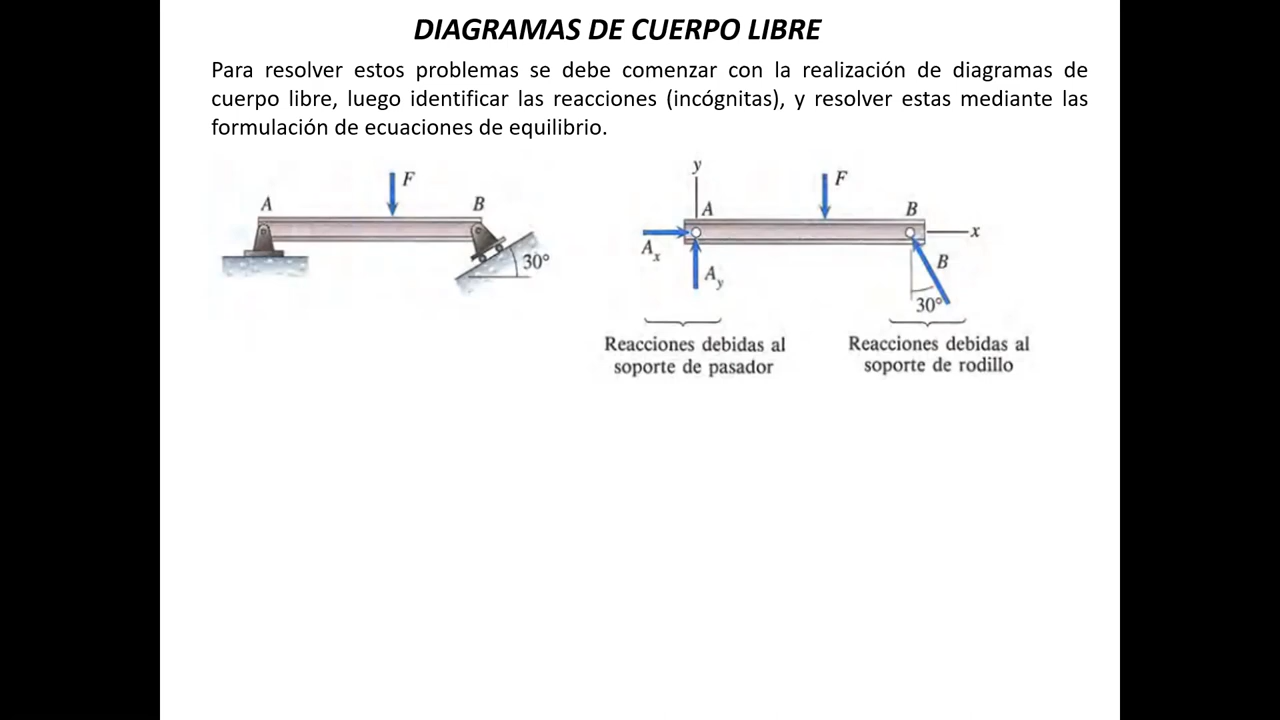 DIAGRAMAS DE CUERPO LIBRE
Para resolver estos problemas se debe comenzar con la realización de diagramas de
cuerpo libre, luego identificar las reacciones (incógnitas), y resolver estas mediante las
formulación de ecuaciones de equilibrio.
F
A
B
30°
y
F
A
B
x
A_x
A_y
B
30°
Reacciones debidas al
soporte de pasador
Reacciones debidas al
soporte de rodillo